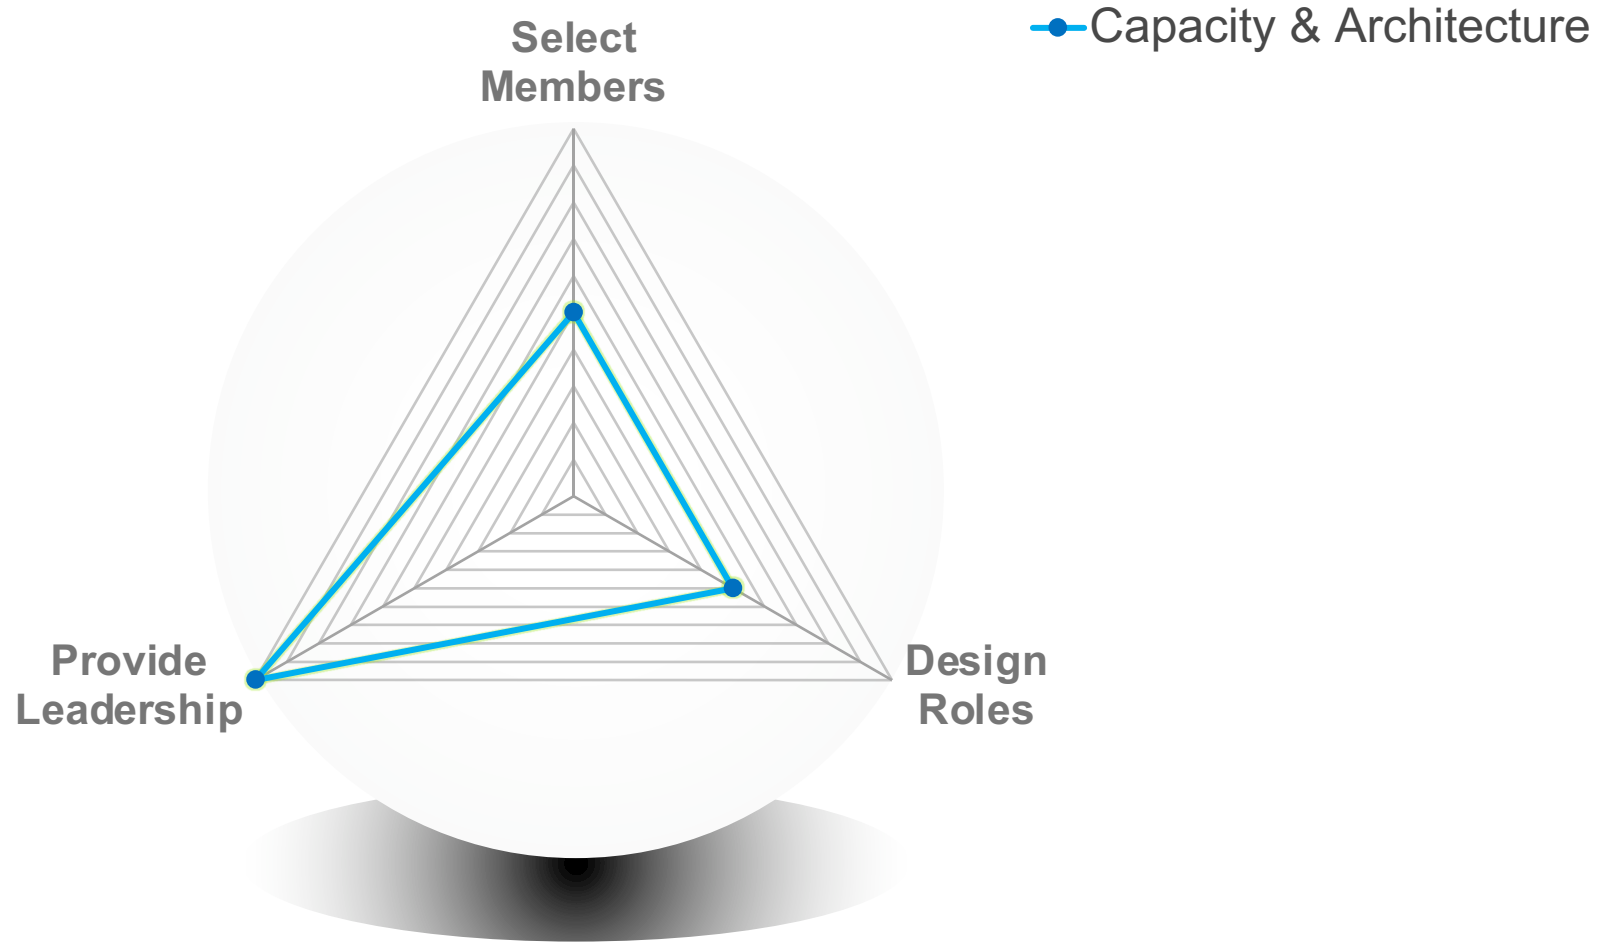 Select
Members
Capacity & Architecture
Provide
Leadership
Design
Roles